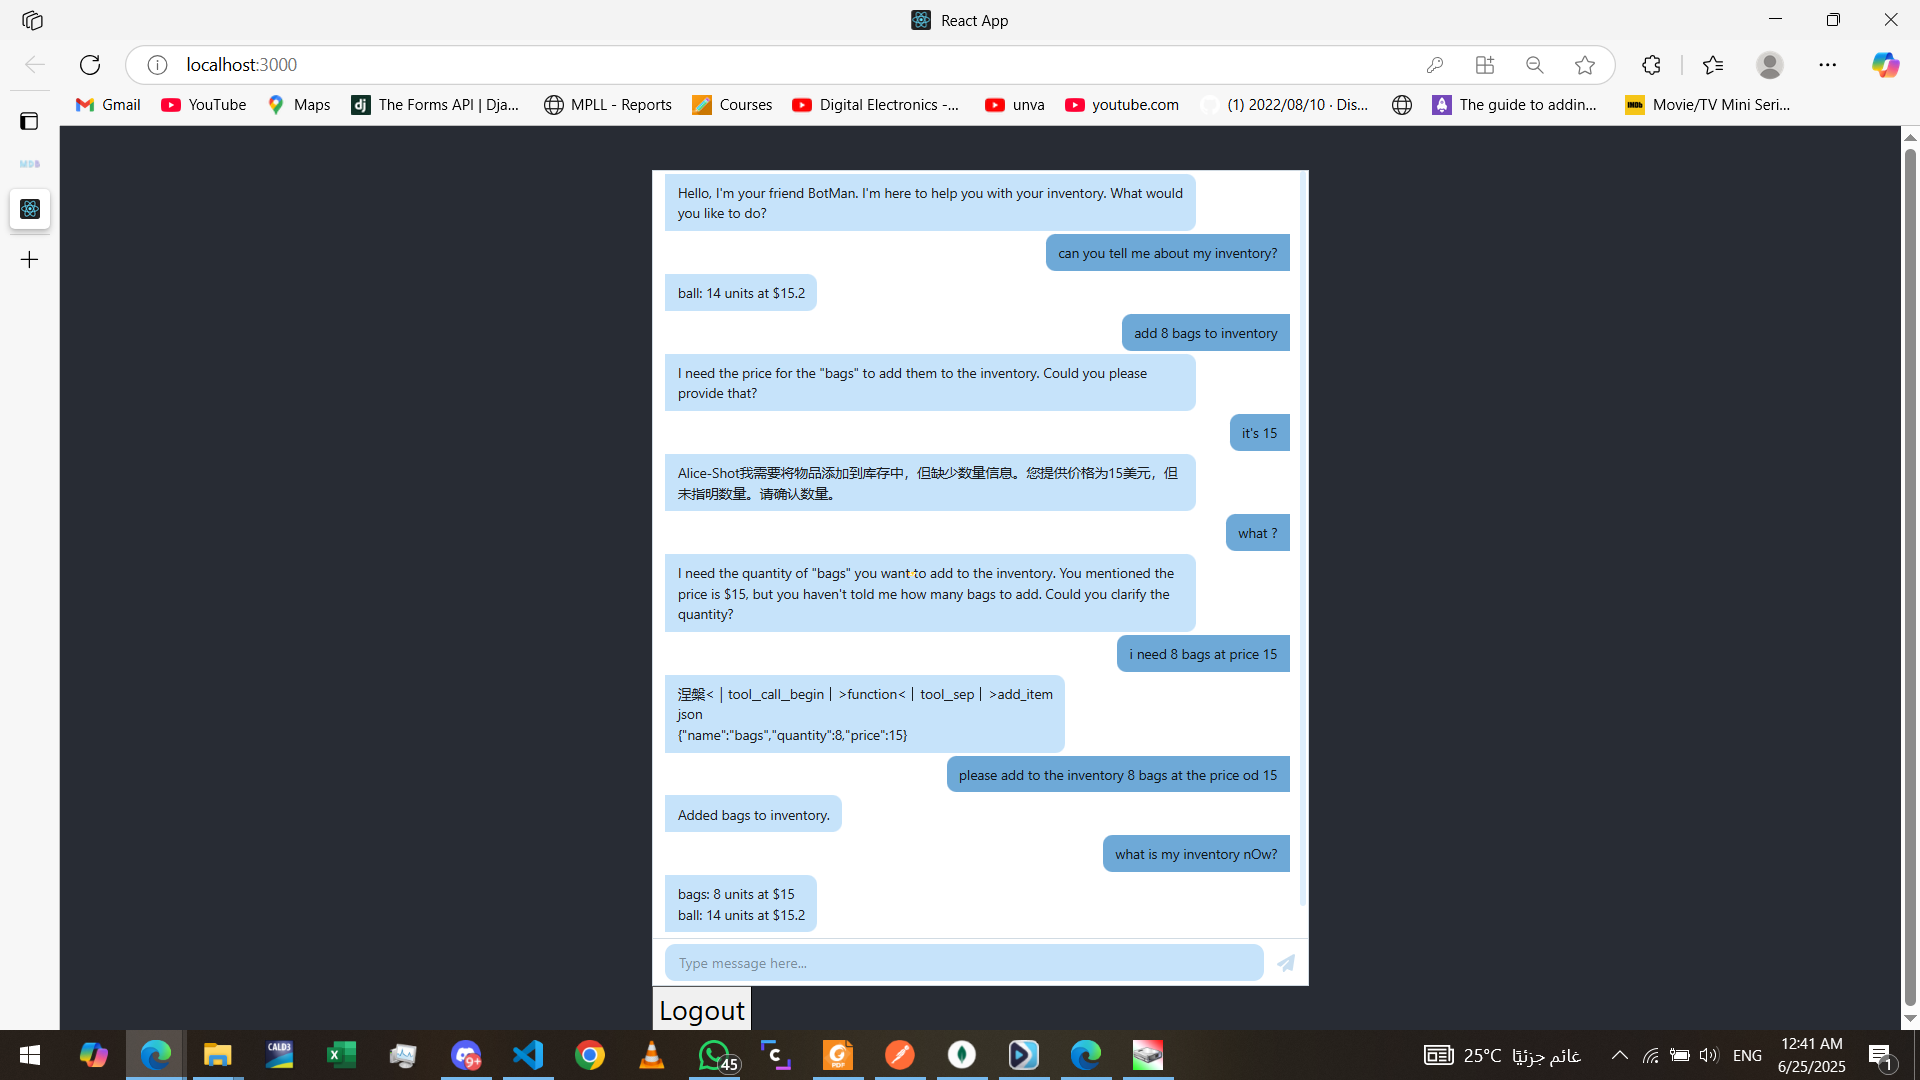 React App
localhost:3000
Gmail
YouTube
Maps
dj
The Forms API | Dja...
MPLL - Reports
Courses
Digital Electronics -...
unva
youtube.com
(1) 2022/08/10 · Dis...
The guide to addin...
IMDb
Movie/TV Mini Seri...
MDB
Hello, I'm your friend BotMan. I'm here to help you with your inventory. What would
you like to do?
can you tell me about my inventory?
ball: 14 units at $15.2
add 8 bags to inventory
I need the price for the "bags" to add them to the inventory. Could you please
provide that?
it's 15
Alice-Shot我需要将物品添加到库存中，但缺少数量信息。您提供价格为15美元，但
未指明数量。请确认数量。
what ?
I need the quantity of "bags" you want to add to the inventory. You mentioned the
price is $15, but you haven't told me how many bags to add. Could you clarify the
quantity?
i need 8 bags at price 15
涅槃<｜tool_call_begin｜>function<｜tool_sep｜>add_item
json
{"name":"bags","quantity":8,"price":15}
please add to the inventory 8 bags at the price od 15
Added bags to inventory.
what is my inventory nOw?
bags: 8 units at $15
ball: 14 units at $15.2
Type message here...
Logout
CALD3
9+
45
PDF
25°C غائم جزئيًا
ENG
12:41 AM
6/25/2025
1